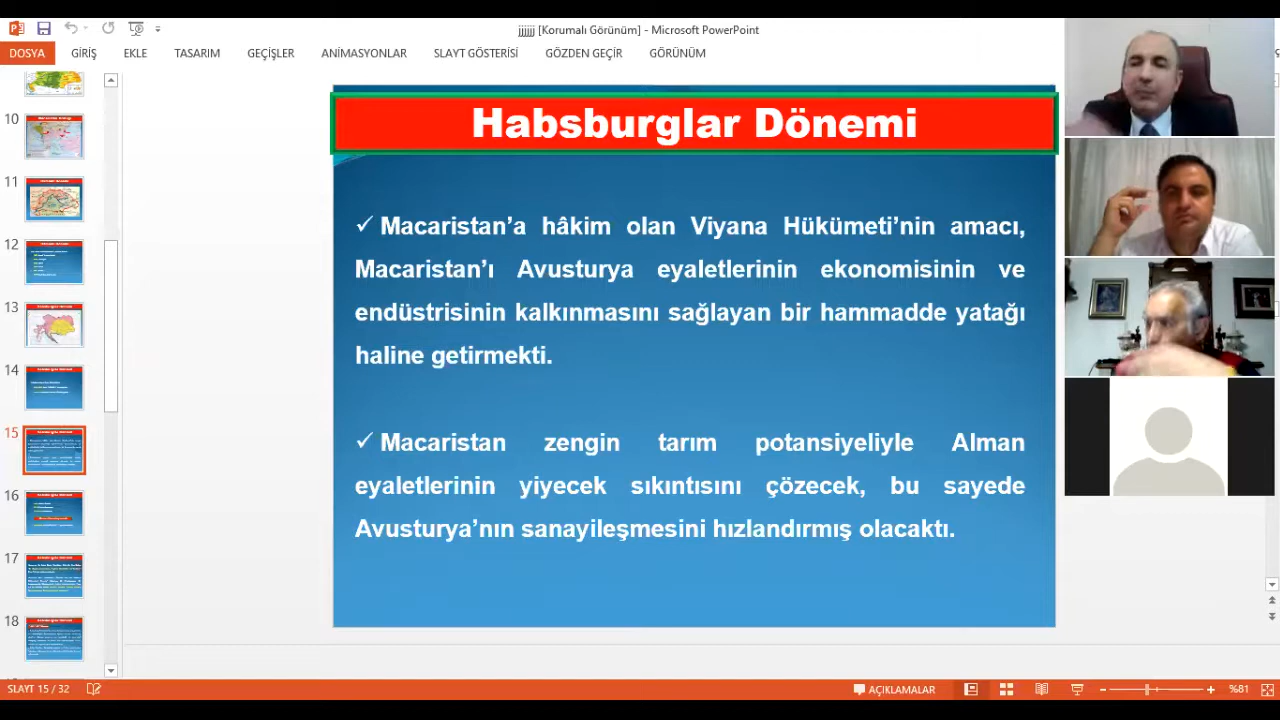 jjjjjj [Korumalı Görünüm] - Microsoft PowerPoint
DOSYA GİRİŞ EKLE TASARIM GEÇİŞLER ANİMASYONLAR SLAYT GÖSTERİSİ GÖZDEN GEÇİR GÖRÜNÜM
10
11
12
13
14
15
16
17
18
Habsburglar Dönemi
✓ Macaristan’a hâkim olan Viyana Hükümeti’nin amacı,
Macaristan’ı Avusturya eyaletlerinin ekonomisinin ve
endüstrisinin kalkınmasını sağlayan bir hammadde yatağı
haline getirmekti.
✓ Macaristan zengin tarım potansiyeliyle Alman
eyaletlerinin yiyecek sıkıntısını çözecek, bu sayede
Avusturya’nın sanayileşmesini hızlandırmış olacaktı.
SLAYT 15 / 32 AÇIKLAMALAR %81